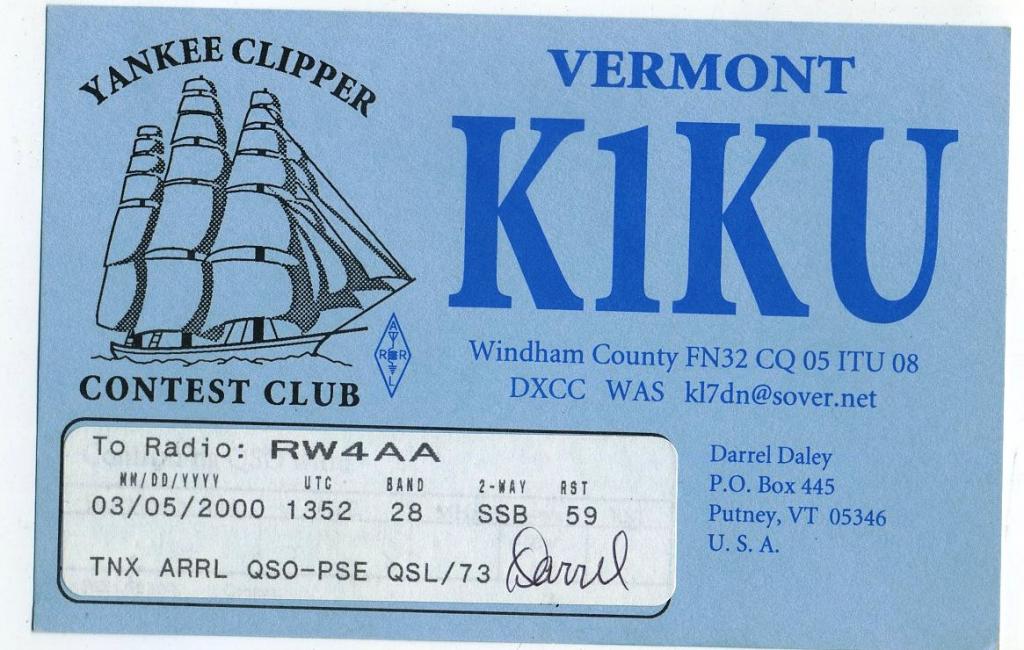 YANKEE CLIPPER
CONTEST CLUB
ARRL
VERMONT
K1KU
Windham County FN32 CQ 05 ITU 08
DXCC WAS kl7dn@sover.net
To Radio: RW4AA
MM/DD/YYYY UTC BAND 2-WAY RST
03/05/2000 1352 28 SSB 59
TNX ARRL QSO-PSE QSL/73 Darrel
Darrel Daley
P.O. Box 445
Putney, VT 05346
U. S. A.